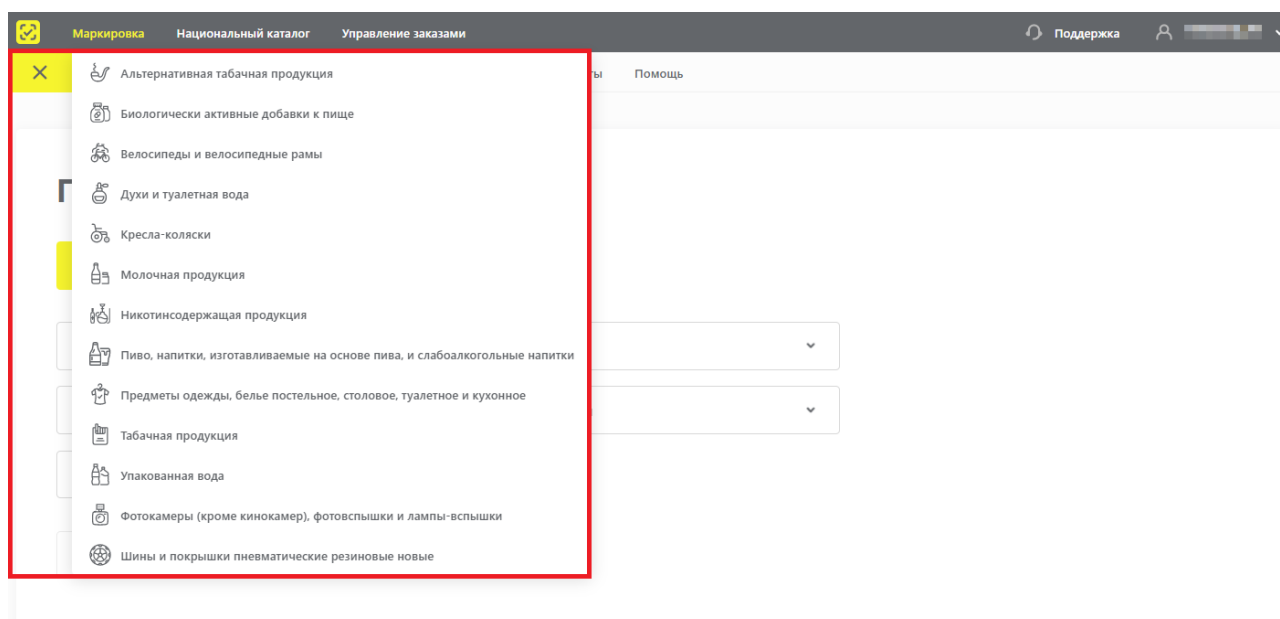 Маркировка Национальный каталог Управление заказами Поддержка
Альтернативная табачная продукция Помощь
Биологически активные добавки к пище
Велосипеды и велосипедные рамы
Духи и туалетная вода
Кресла-коляски
Молочная продукция
Никотинсодержащая продукция
Пиво, напитки, изготавливаемые на основе пива, и слабоалкогольные напитки
Предметы одежды, белье постельное, столовое, туалетное и кухонное
Табачная продукция
Упакованная вода
Фотокамеры (кроме кинокамер), фотовспышки и лампы-вспышки
Шины и покрышки пневматические резиновые новые